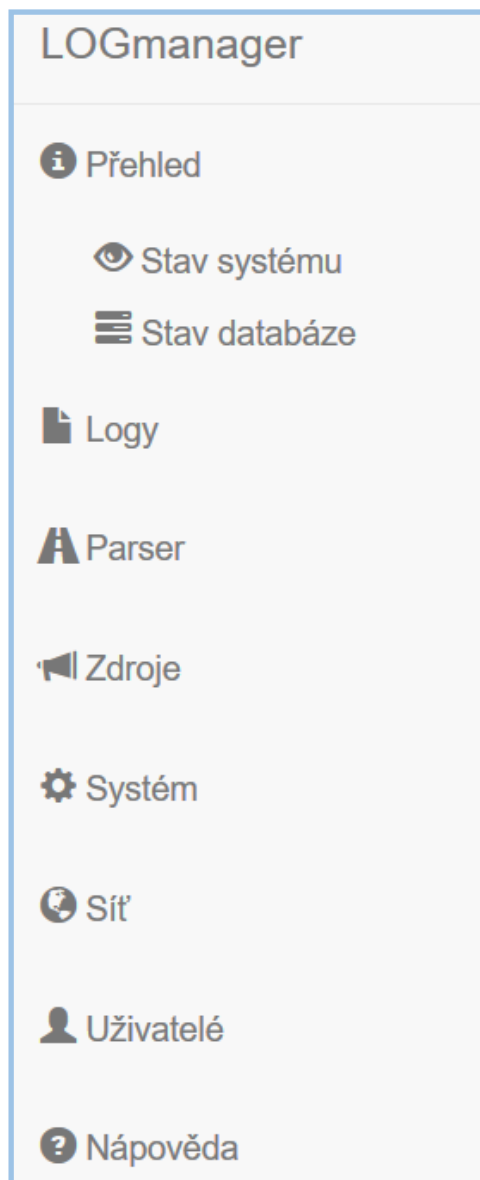 LOGmanager
Přehled
Stav systému
Stav databáze
Logy
Parser
Zdroje
Systém
Síť
Uživatelé
Nápověda